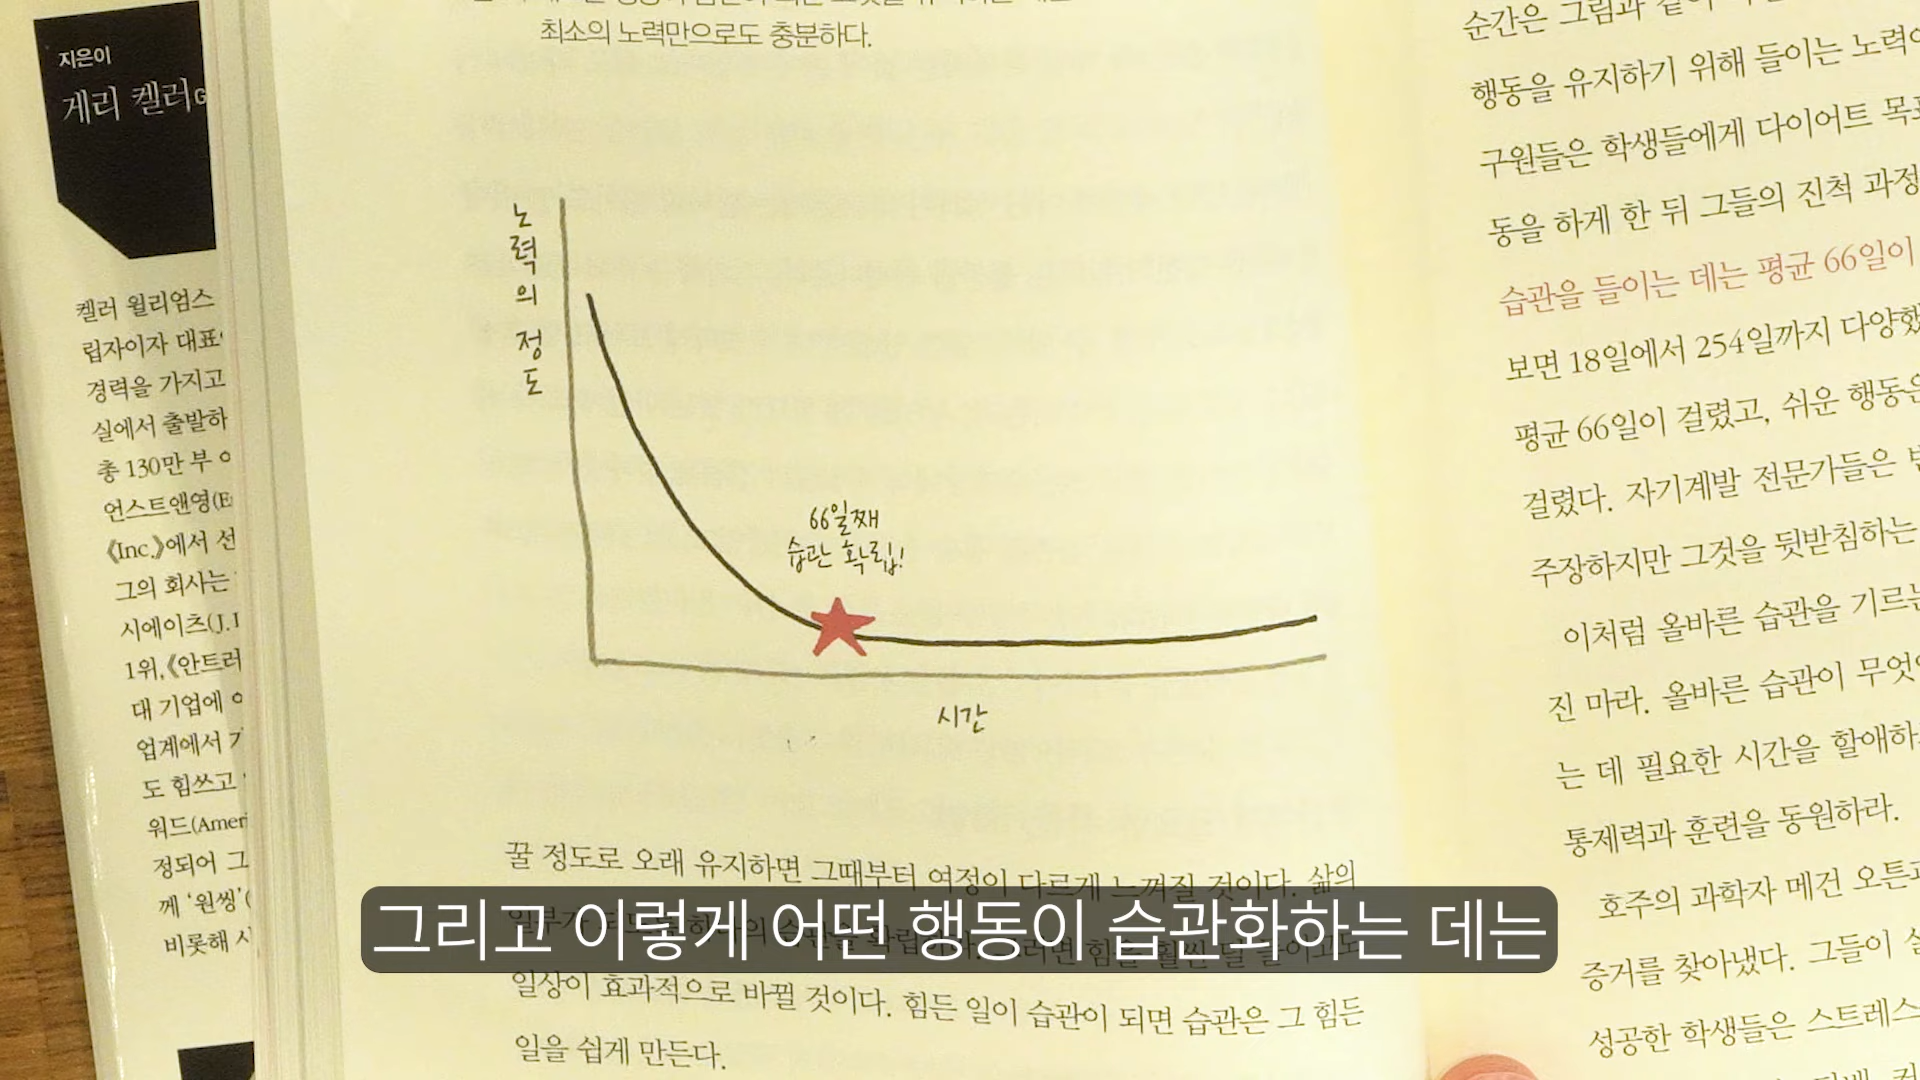 지은이
게리 켈러G
켈러 윌리엄스
립자이자 대표
경력을 가지고
실에서 출발하
총 130만 부
언스트앤영(E
《Inc.》에서 선
그의 회사는
시에이츠(J.I
1위, 《안트러
대 기업에
업계에서
도 힘쓰고
워드(Ameri
정되어 그
께 ‘원씽’(
비롯해
최소의 노력만으로도 충분하다.
노력의 정도
66일째
습관 확립!
시간
꿀 정도로 오래 유지하면 그때부터 여정이 다르게 느껴질 것이다. 삶의
일상이 효과적으로 바뀔 것이다. 힘든 일이 습관이 되면 습관은 그 힘든
일을 쉽게 만든다.
순간은 그림과 같이
행동을 유지하기 위해 들이는 노력이
구원들은 학생들에게 다이어트 목표
동을 하게 한 뒤 그들의 진척 과정
습관을 들이는 데는 평균 66일이
보면 18일에서 254일까지 다양했
평균 66일이 걸렸고, 쉬운 행동은
걸렸다. 자기계발 전문가들은
주장하지만 그것을 뒷받침하는
이처럼 올바른 습관을 기르는
진 마라. 올바른 습관이 무엇
는 데 필요한 시간을 할애하
통제력과 훈련을 동원하라.
호주의 과학자 메건 오튼과
증거를 찾아냈다. 그들이
성공한 학생들은 스트레스
그리고 이렇게 어떤 행동이 습관화하는 데는